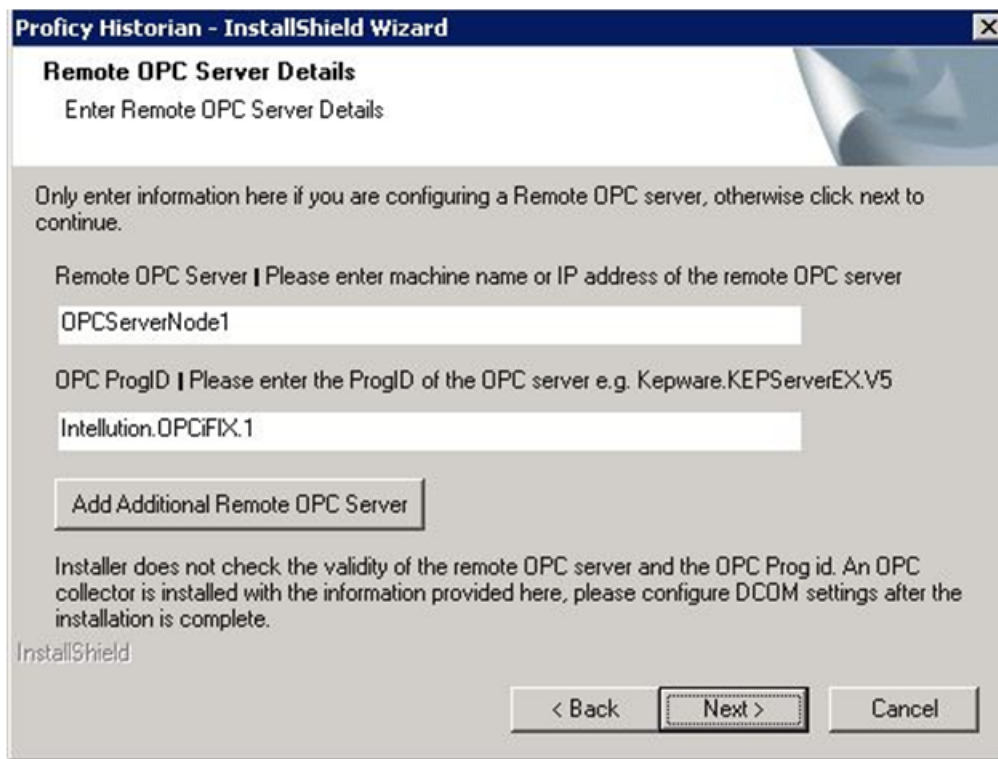 Proficy Historian - InstallShield Wizard
Remote OPC Server Details
Enter Remote OPC Server Details
Only enter information here if you are configuring a Remote OPC server, otherwise click next to
continue.
Remote OPC Server | Please enter machine name or IP address of the remote OPC server
OPCServerNode1
OPC ProgID | Please enter the ProgID of the OPC server e.g. Kepware.KEPServerEX.V5
Intellution.OPCiFIX.1
Add Additional Remote OPC Server
Installer does not check the validity of the remote OPC server and the OPC Prog id. An OPC
collector is installed with the information provided here, please configure DCOM settings after the
installation is complete.
InstallShield
< Back Next > Cancel